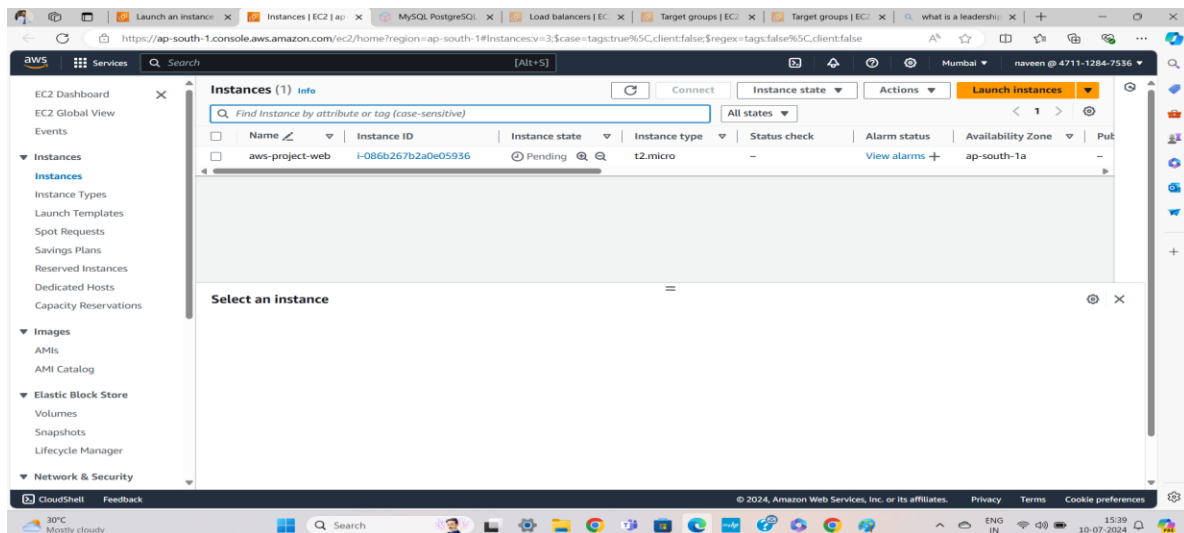 Launch an instance
Instances | EC2 | ap
MySQL PostgreSQL
Load balancers | EC
Target groups | EC2
Target groups | EC2
what is a leadership
https://ap-south-1.console.aws.amazon.com/ec2/home?region=ap-south-1#Instances:v=3;$case=tags:true%5C,client:false;$regex=tags:false%5C,client:false
aws Services Search [Alt+S] Mumbai naveen @ 4711-1284-7536
EC2 Dashboard
EC2 Global View
Events
Instances
Instances
Instance Types
Launch Templates
Spot Requests
Savings Plans
Reserved Instances
Dedicated Hosts
Capacity Reservations
Images
AMIs
AMI Catalog
Elastic Block Store
Volumes
Snapshots
Lifecycle Manager
Network & Security
Instances (1) Info Connect Instance state Actions Launch instances
Find Instance by attribute or tag (case-sensitive) All states 1
Name Instance ID Instance state Instance type Status check Alarm status Availability Zone Pub
aws-project-web i-086b267b2a0e05936 Pending t2.micro – View alarms + ap-south-1a –
Select an instance
CloudShell Feedback © 2024, Amazon Web Services, Inc. or its affiliates. Privacy Terms Cookie preferences
30°C
Mostly cloudy
Search
ENG
IN
15:39
10-07-2024